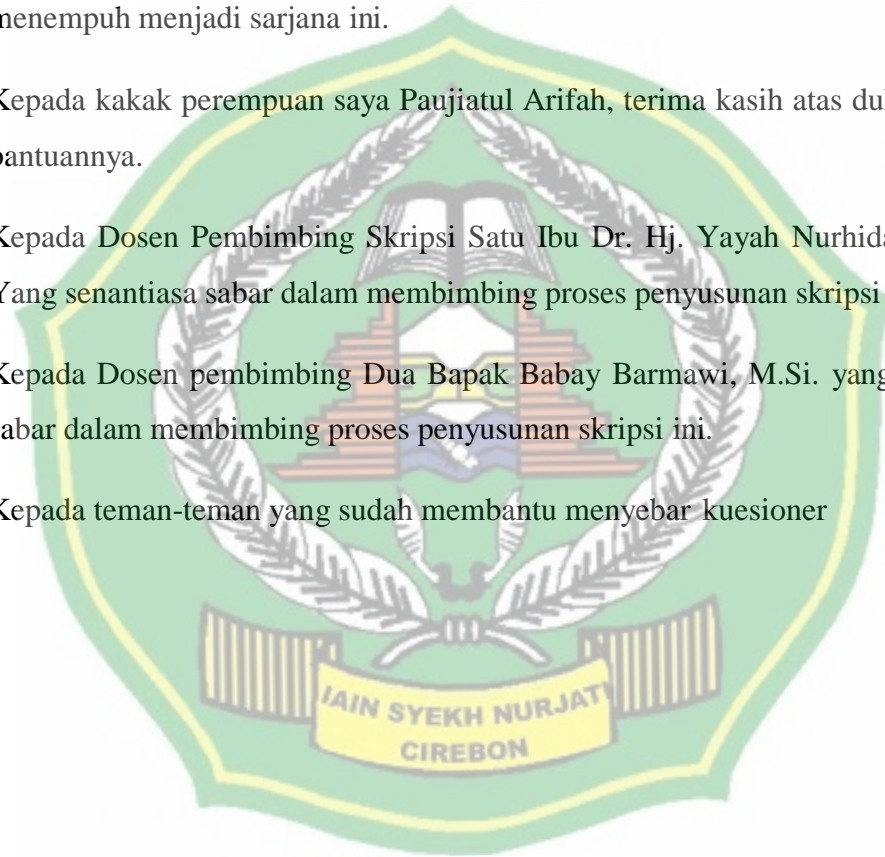 menempuh menjadi sarjana ini.
Kepada kakak perempuan saya Paujiatul Arifah, terima kasih atas
bantuannya.
Kepada Dosen Pembimbing Skripsi Satu Ibu Dr. Hj. Yayah
Yang senantiasa sabar dalam membimbing proses penyusunan skripsi
Kepada Dosen pembimbing Dua Bapak Babay Barmawi, M.Si. yang
sabar dalam membimbing proses penyusunan skripsi ini.
Kepada teman-teman yang sudah membantu menyebar kuesioner
IAIN SYEKH NURJATI
CIREBON